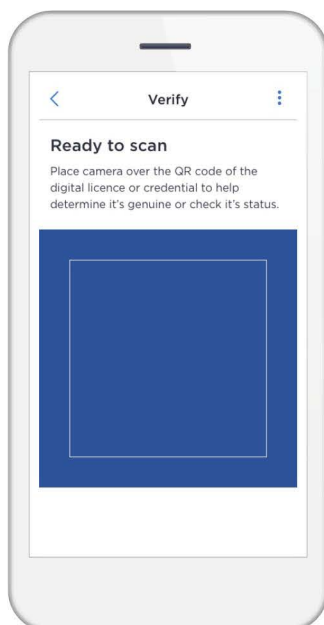 Verify
Ready to scan
Place camera over the QR code of the
digital licence or credential to help
determine it's genuine or check it's status.